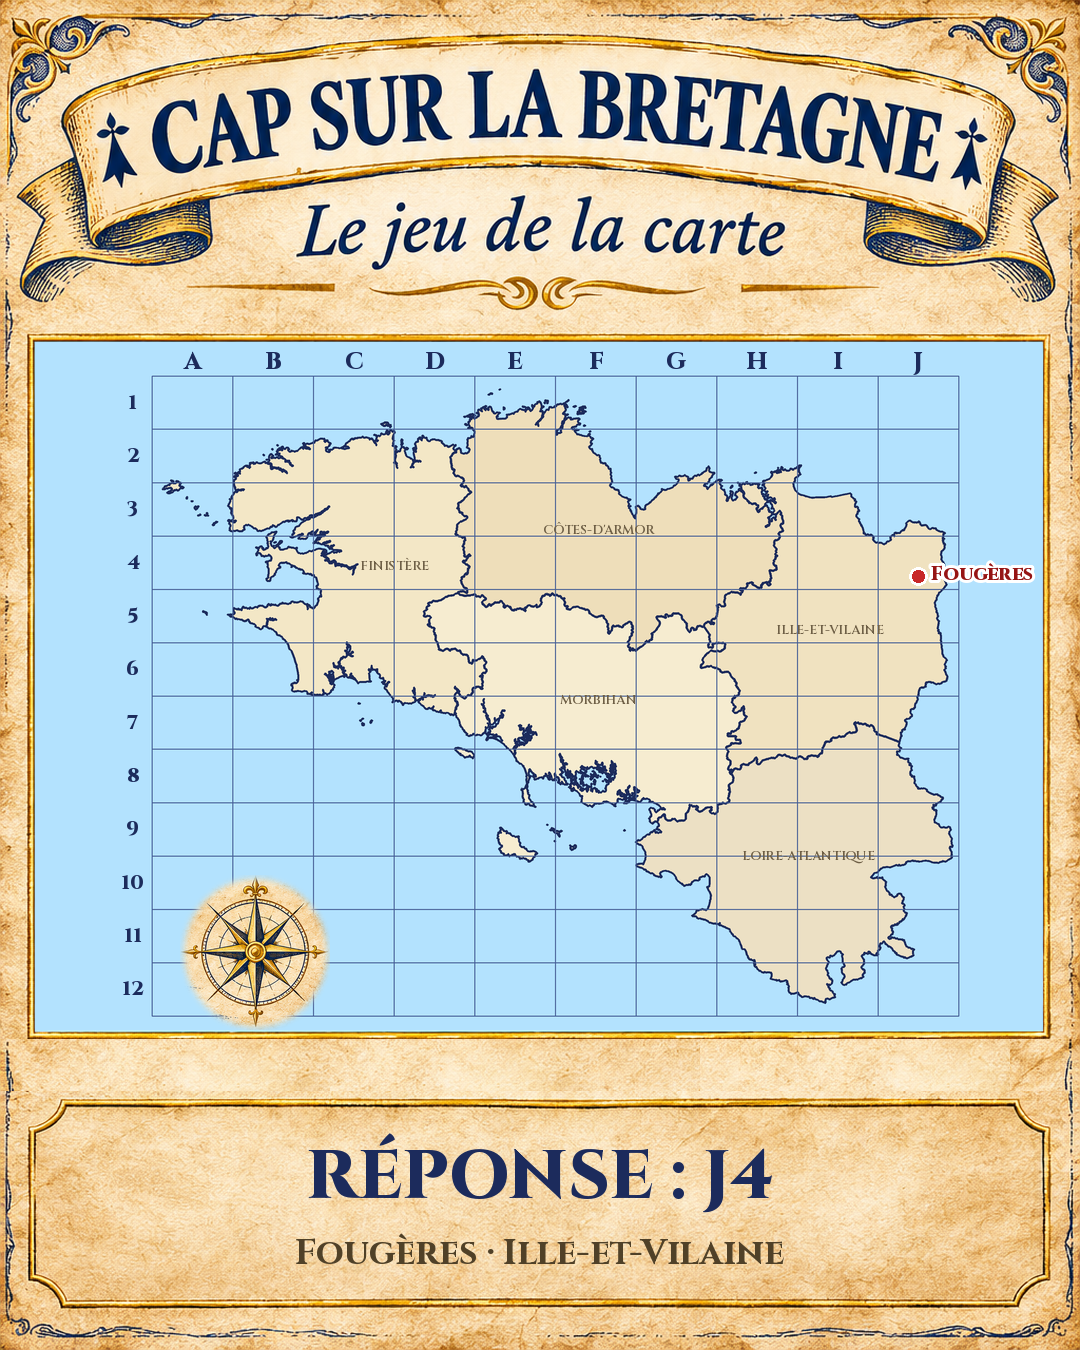 CAP SUR LA BRETAGNE
Le jeu de la carte
A B C D E F G H I J
1
2
3
CÔTES-D'ARMOR
4
FINISTÈRE
FOUGÈRES
5
ILLE-ET-VILAINE
6
MORBIHAN
7
8
9
LOIRE-ATLANTIQUE
10
11
12
RÉPONSE : J4
FOUGÈRES · ILLE-ET-VILAINE